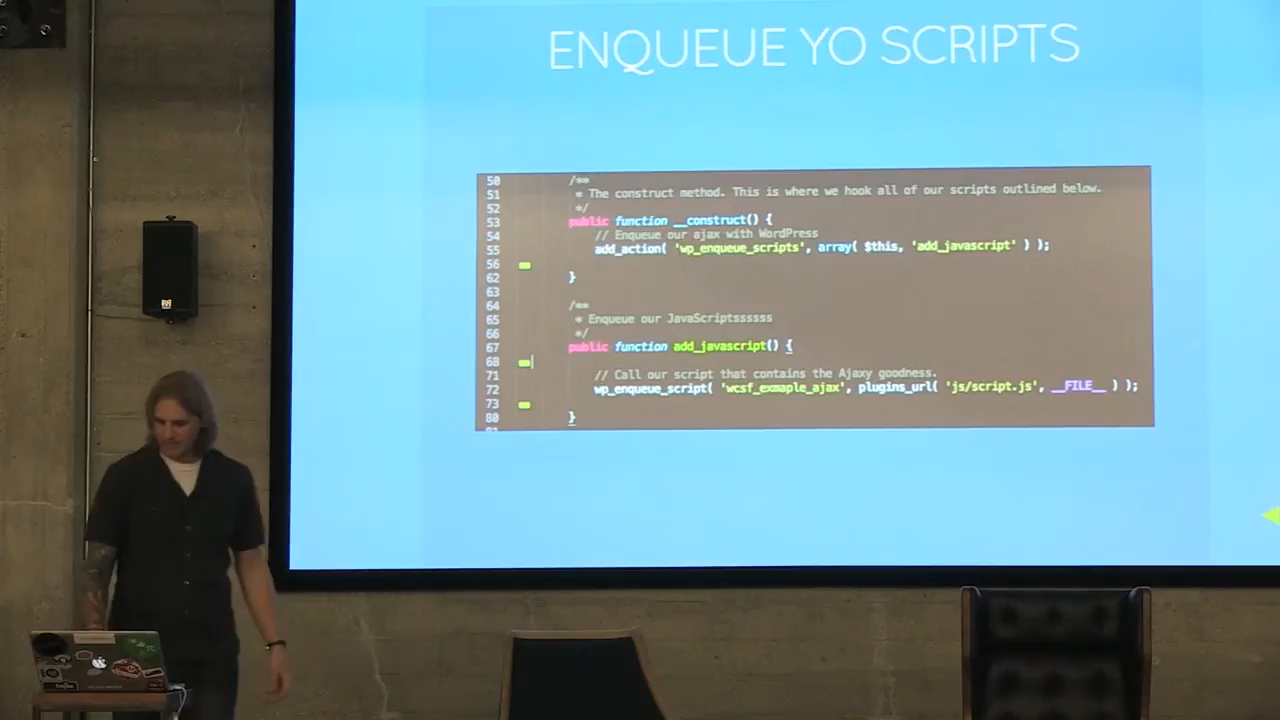 ENQUEUE YO SCRIPTS
50 /**
51 * The construct method. This is where we hook all of our scripts outlined below.
52 */
53 public function __construct() {
54 // Enqueue our ajax with WordPress
55 add_action( 'wp_enqueue_scripts', array( $this, 'add_javascript' ) );
56
62 }
63
64 /**
65 * Enqueue our JavaScriptssssss
66 */
67 public function add_javascript() {
68
71 // Call our script that contains the Ajaxy goodness.
72 wp_enqueue_script( 'wcsf_exmaple_ajax', plugins_url( 'js/script.js', __FILE__ ) );
73
80 }
81